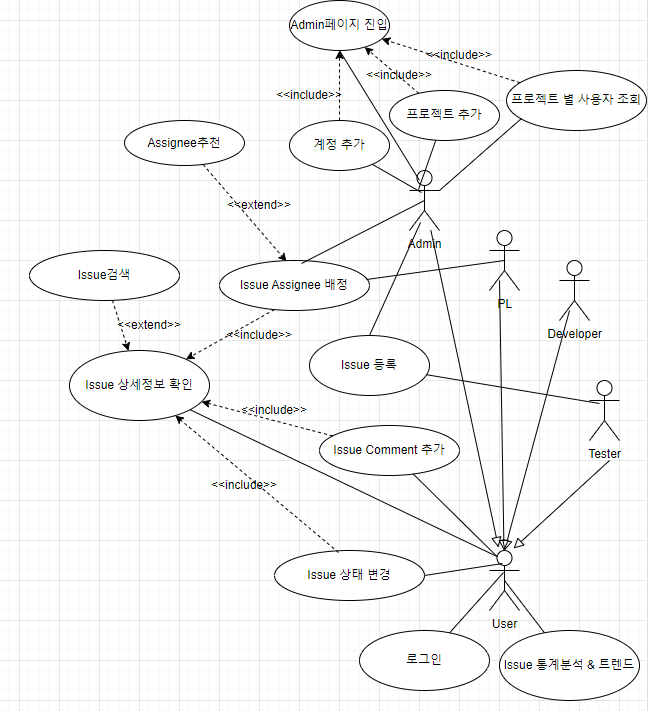 Admin페이지 진입
<<include>>
<<include>>
<<include>>
프로젝트 별 사용자 조회
프로젝트 추가
계정 추가
Assignee추천
<<extend>>
Admin
Issue검색
Issue Assignee 배정
PL
<<extend>>
<<include>>
Developer
Issue 등록
Issue 상세정보 확인
<<include>>
Issue Comment 추가
Tester
<<include>>
Issue 상태 변경
User
로그인
Issue 통계분석 & 트렌드